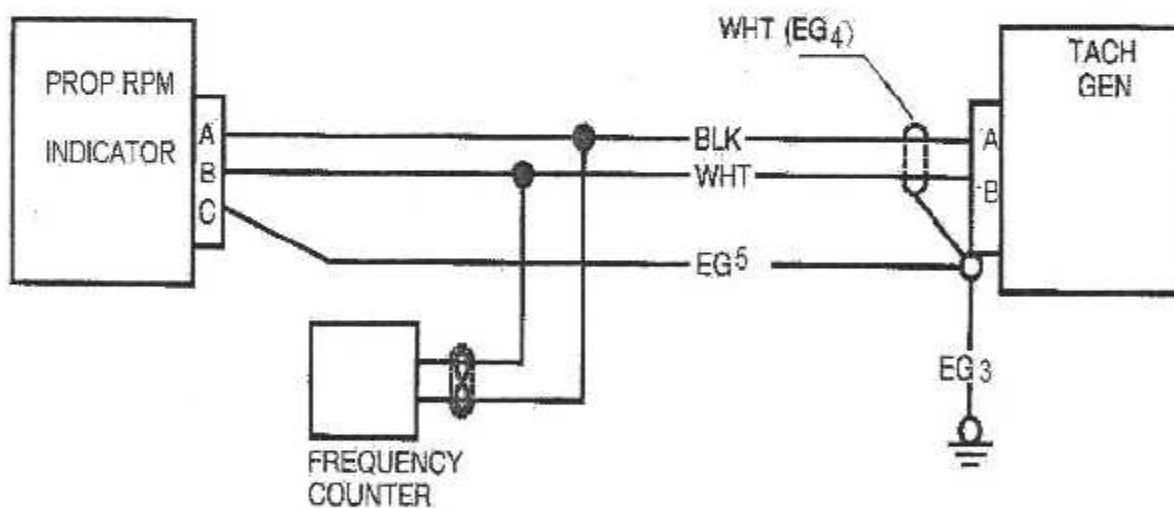 WHT (EG4)
PROP RPM
INDICATOR
A
B
C
BLK
WHT
EG5
TACH
GEN
A
B
EG3
FREQUENCY
COUNTER